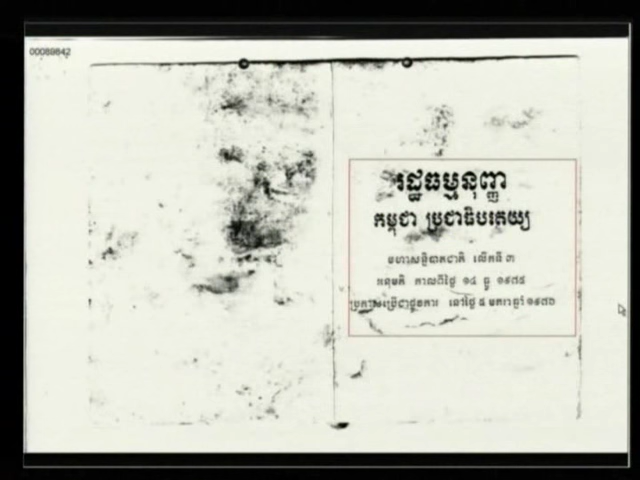 00089842
រដ្ឋធម្មនុញ្ញ
កម្ពុជា ប្រជាធិបតេយ្យ
មហាសន្និបាតជាតិ លើកទី ៣
អនុមតិ កាលពីថ្ងៃ ១៤ ធ្នូ ១៩៧៥
ប្រកាសប្រើជាផ្លូវការ នៅថ្ងៃ ៥ មករាឆ្នាំ ១៩៧៦